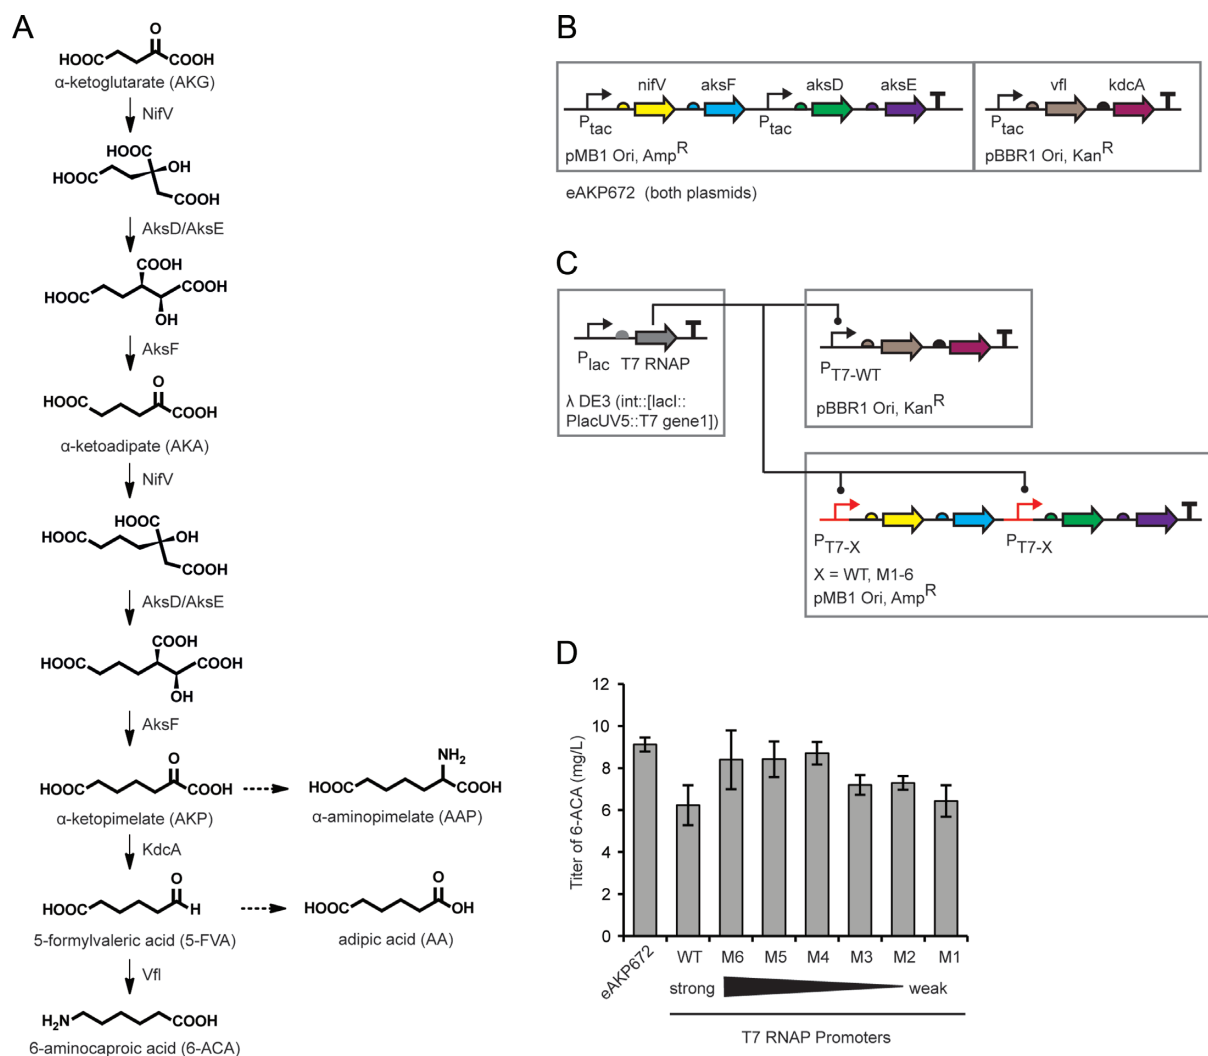 A
O
HOOC
COOH
α-ketoglutarate (AKG)
NifV
HOOC
OH
HOOC
COOH
AksD/AksE
COOH
HOOC
COOH
OH
AksF
O
HOOC
COOH
α-ketoadipate (AKA)
NifV
HOOC
OH
HOOC
COOH
AksD/AksE
COOH
HOOC
COOH
OH
AksF
O
HOOC
COOH
α-ketopimelate (AKP)
NH2
HOOC
COOH
α-aminopimelate (AAP)
KdcA
O
HOOC
H
5-formylvaleric acid (5-FVA)
O
HOOC
OH
adipic acid (AA)
Vfl
H2N
COOH
6-aminocaproic acid (6-ACA)
B
nifV aksF aksD aksE
Ptac Ptac
pMB1 Ori, AmpR
vfl kdcA
Ptac
pBBR1 Ori, KanR
eAKP672 (both plasmids)
C
Plac T7 RNAP
λ DE3 (int::[lacI::
PlacUV5::T7 gene1])
PT7-WT
pBBR1 Ori, KanR
PT7-X PT7-X
X = WT, M1-6
pMB1 Ori, AmpR
D
Titer of 6-ACA (mg/L)
12
10
8
6
4
2
0
eAKP672 WT M6 M5 M4 M3 M2 M1
strong weak
T7 RNAP Promoters